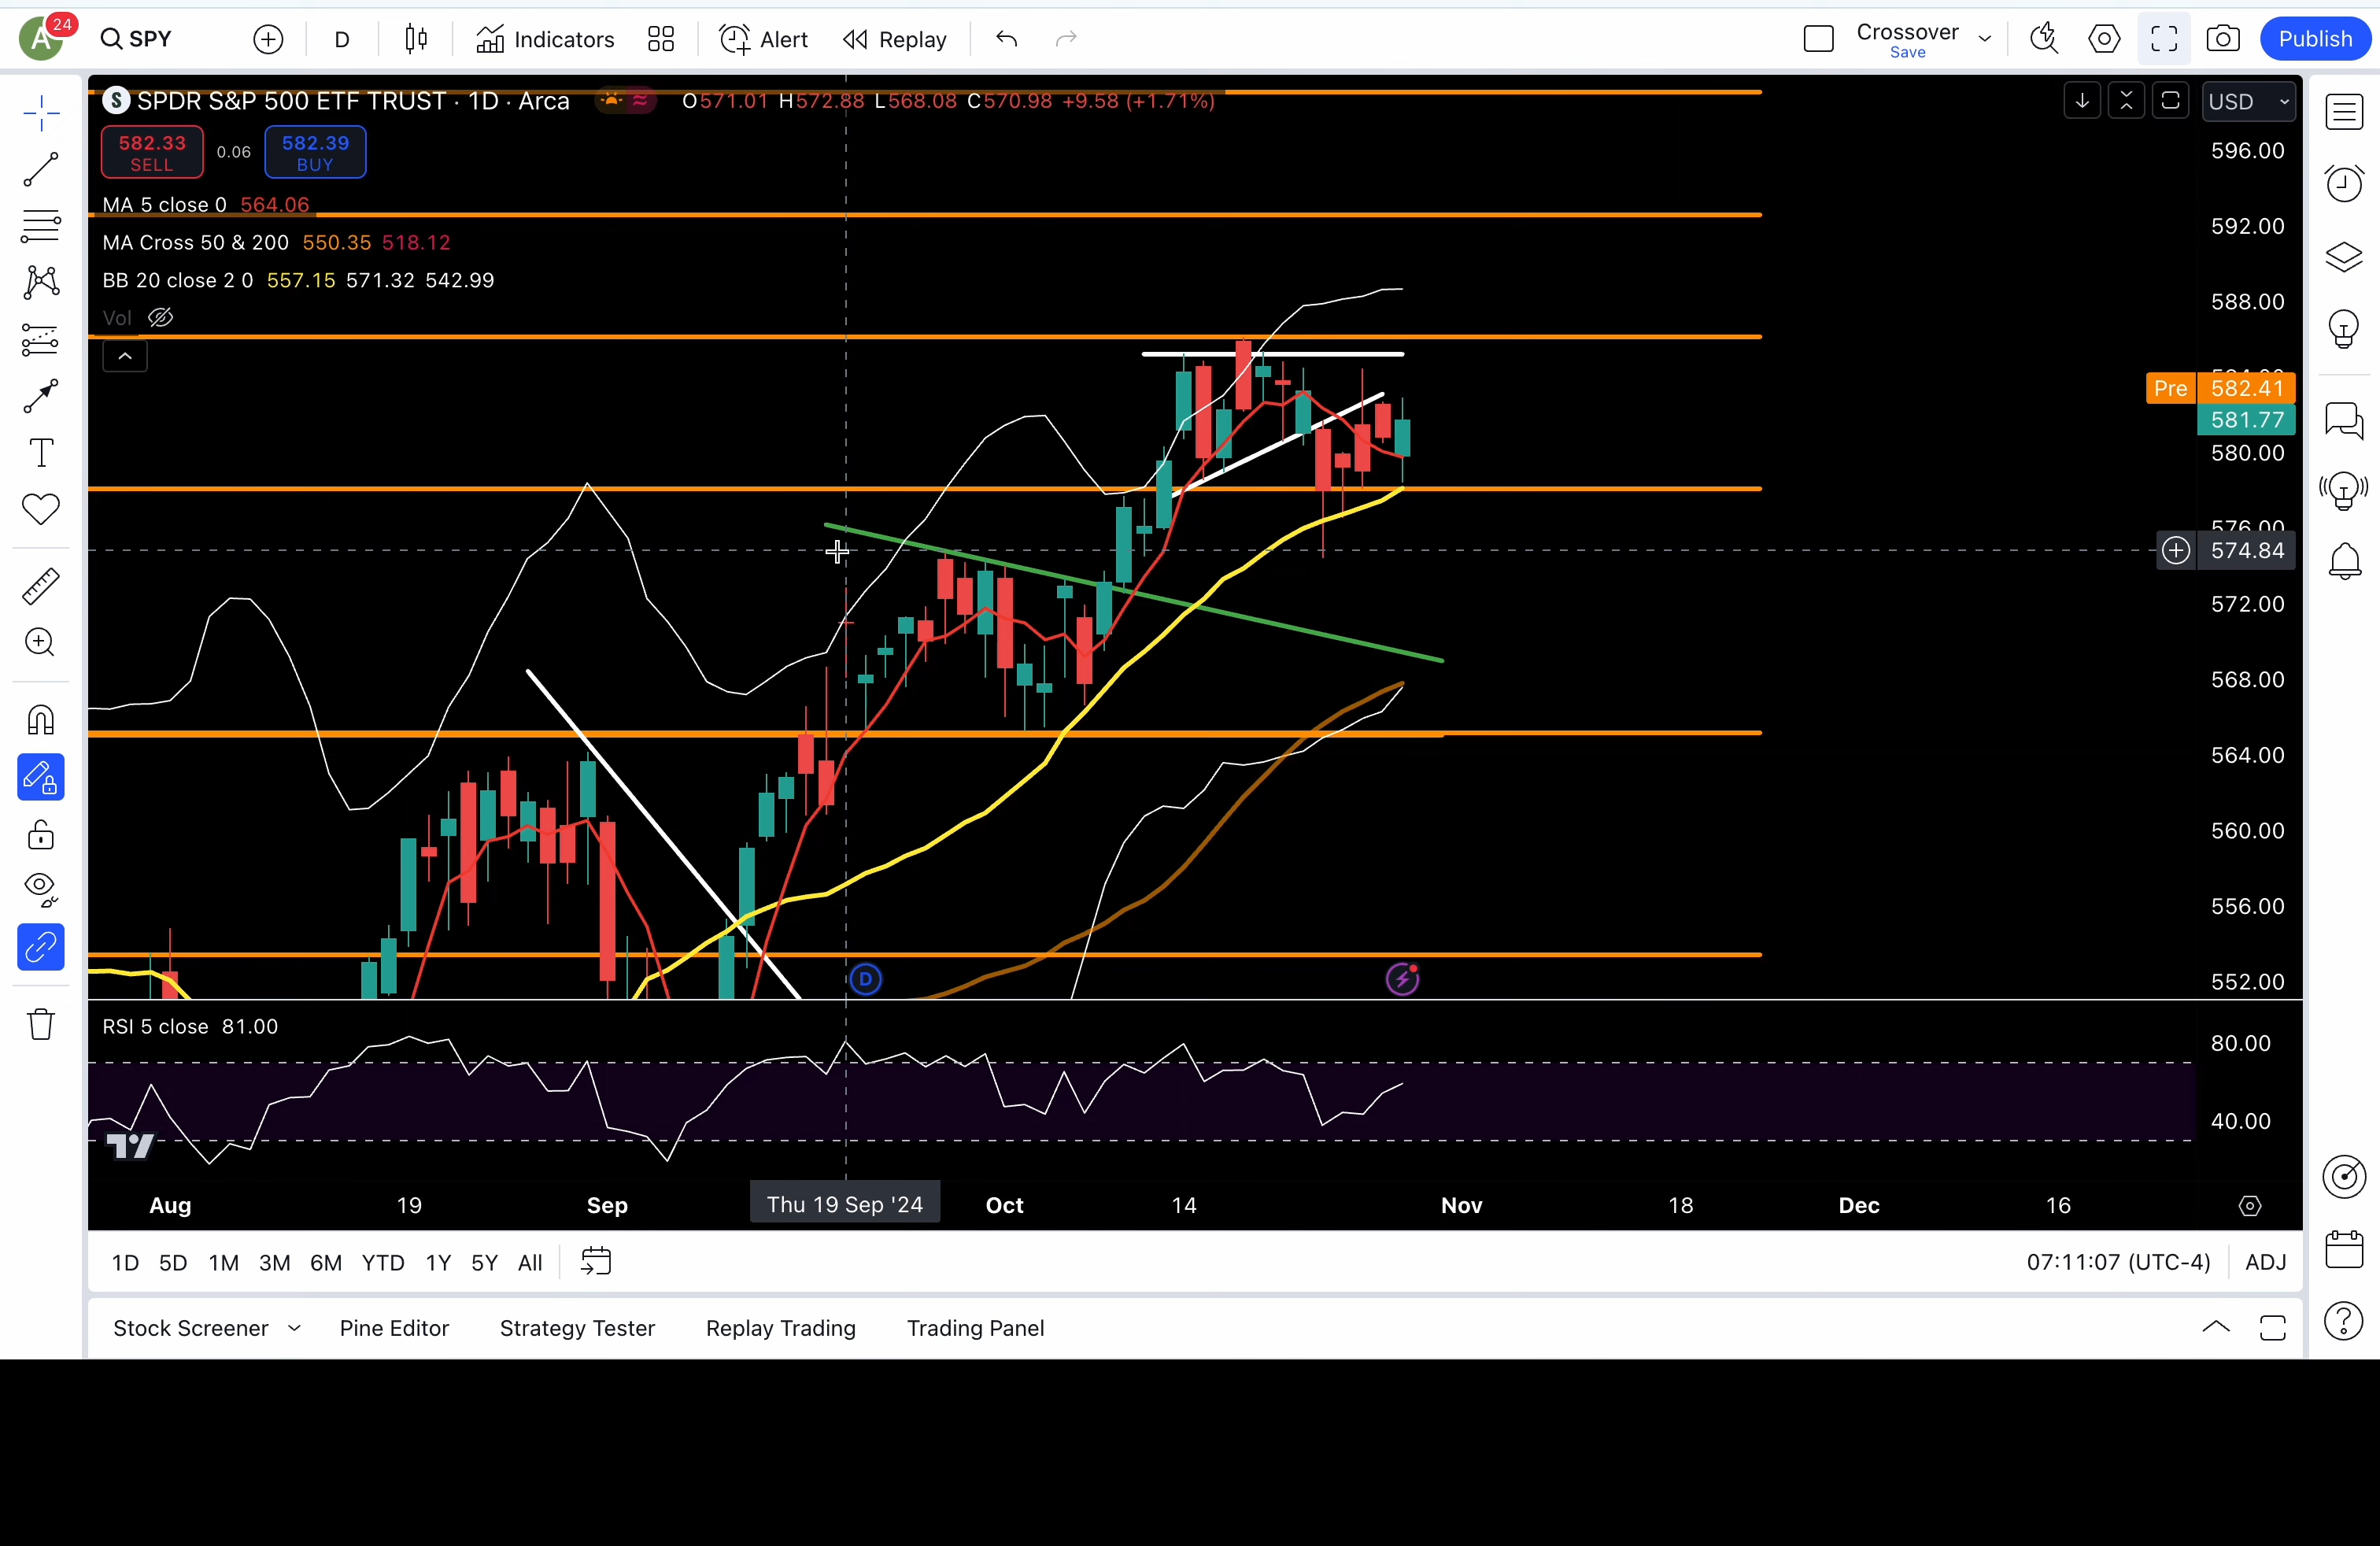 A 24 SPY D Indicators Alert Replay Crossover Save Publish
S SPDR S&P 500 ETF TRUST · 1D · Arca O571.01 H572.88 L568.08 C570.98 +9.58 (+1.71%) USD
582.33 SELL 0.06 582.39 BUY
MA 5 close 0 564.06
MA Cross 50 & 200 550.35 518.12
BB 20 close 2 0 557.15 571.32 542.99
Vol
596.00
592.00
588.00
Pre 582.41
581.77
580.00
576.00
574.84
572.00
568.00
564.00
560.00
556.00
552.00
D
RSI 5 close 81.00
80.00
40.00
Aug 19 Sep Thu 19 Sep '24 Oct 14 Nov 18 Dec 16
1D 5D 1M 3M 6M YTD 1Y 5Y All 07:11:07 (UTC-4) ADJ
Stock Screener Pine Editor Strategy Tester Replay Trading Trading Panel